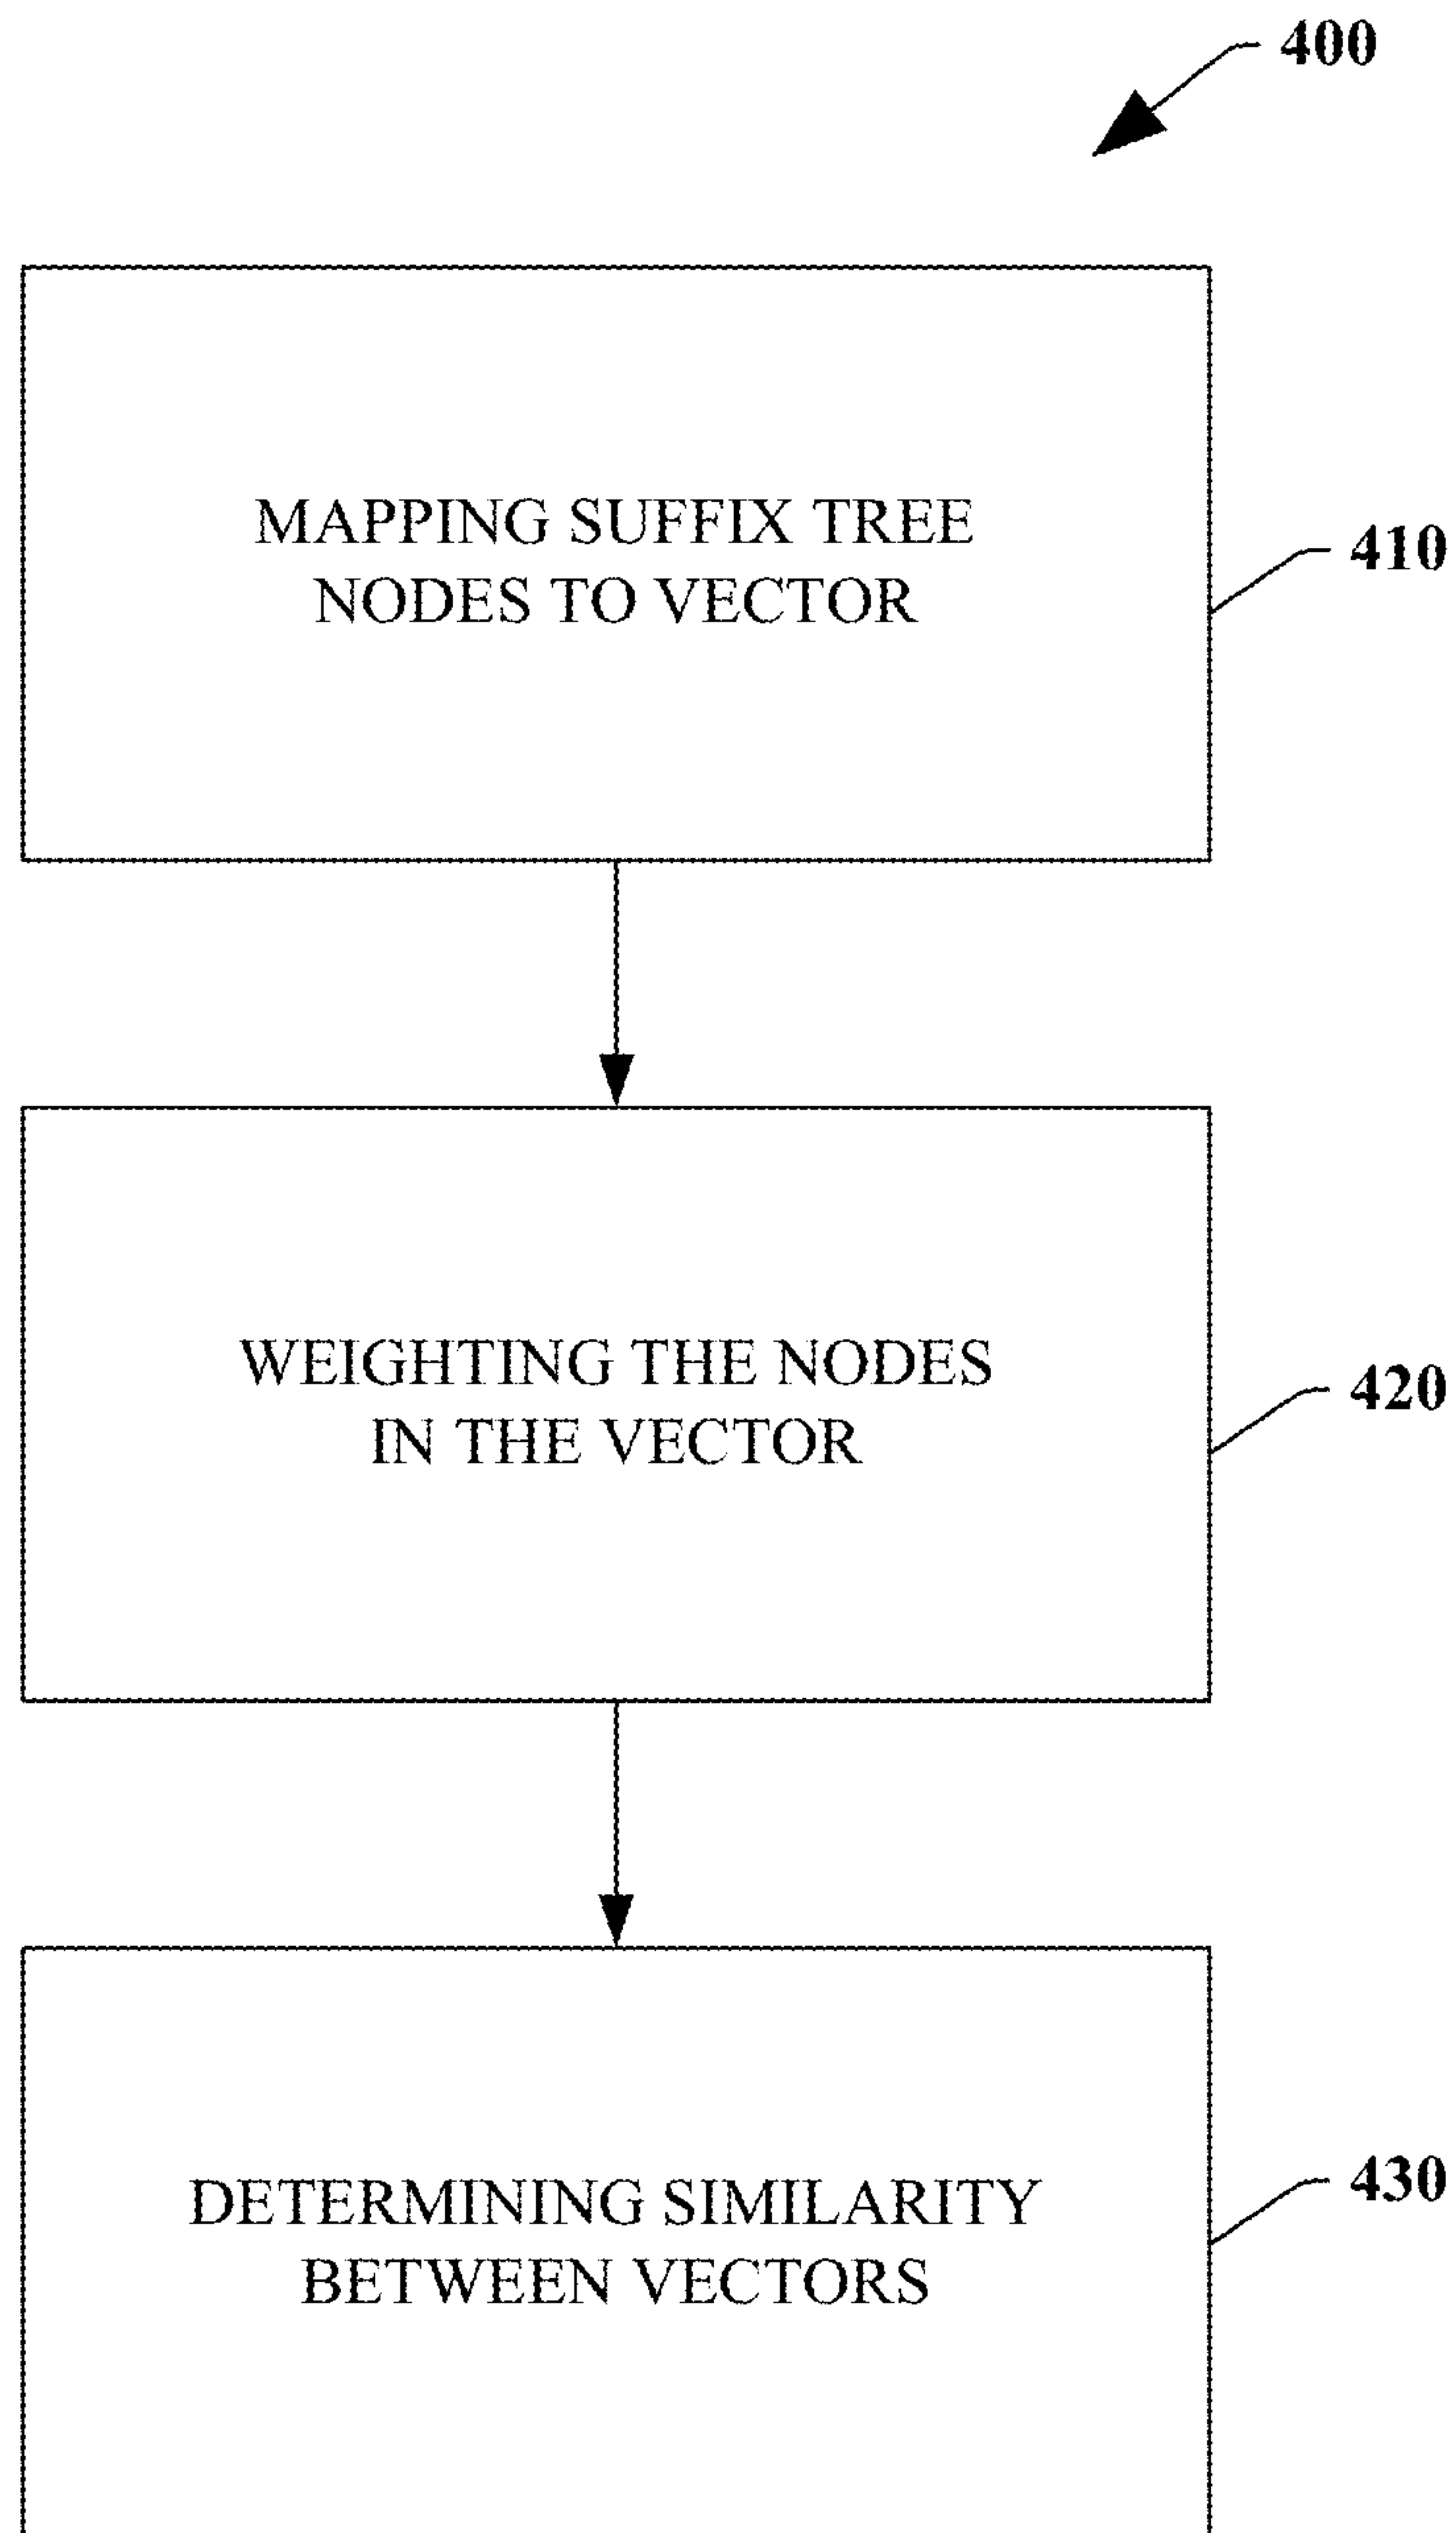 400
MAPPING SUFFIX TREE
NODES TO VECTOR
410
WEIGHTING THE NODES
IN THE VECTOR
420
DETERMINING SIMILARITY
BETWEEN VECTORS
430